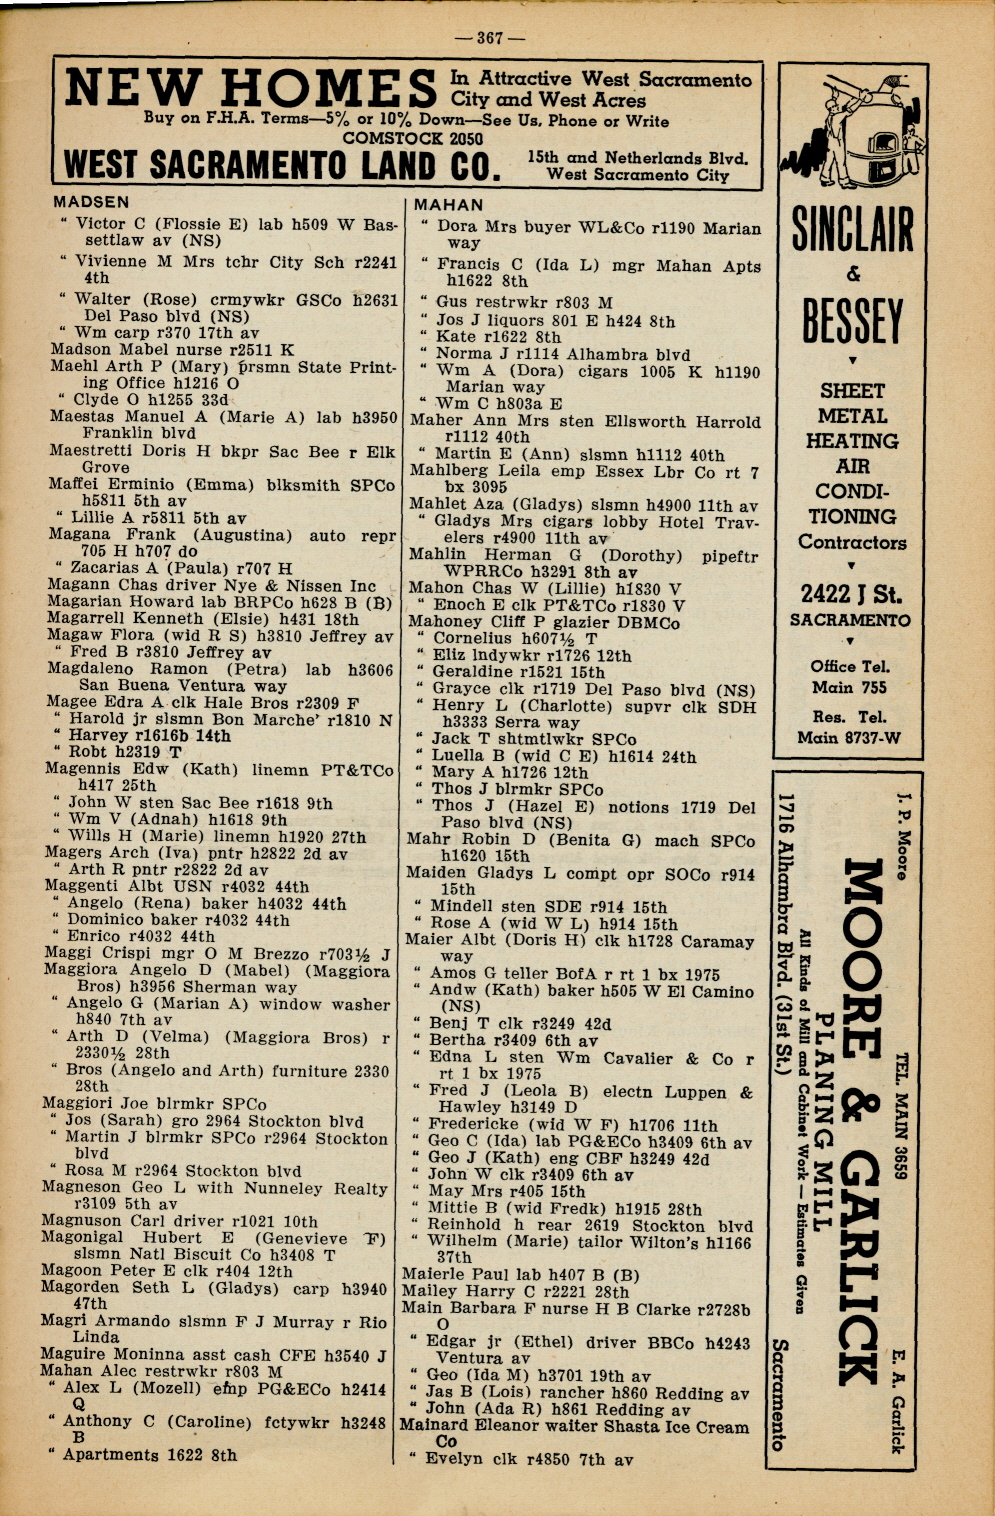 — 367 —
NEW HOMES In Attractive West Sacramento
City and West Acres
Buy on F.H.A. Terms—5% or 10% Down—See Us, Phone or Write
COMSTOCK 2050
WEST SACRAMENTO LAND CO. 15th and Netherlands Blvd.
West Sacramento City
MADSEN
" Victor C (Flossie E) lab h509 W Bas-
settlaw av (NS)
" Vivienne M Mrs tchr City Sch r2241
4th
" Walter (Rose) crmywkr GSCo h2631
Del Paso blvd (NS)
" Wm carp r370 17th av
Madson Mabel nurse r2511 K
Maehl Arth P (Mary) prsmn State Print-
ing Office h1216 O
" Clyde O h1255 33d
Maestas Manuel A (Marie A) lab h3950
Franklin blvd
Maestretti Doris H bkpr Sac Bee r Elk
Grove
Maffei Erminio (Emma) blksmith SPCo
h5811 5th av
" Lillie A r5811 5th av
Magana Frank (Augustina) auto repr
705 H h707 do
" Zacarias A (Paula) r707 H
Magann Chas driver Nye & Nissen Inc
Magarian Howard lab BRPCo h628 B (B)
Magarrell Kenneth (Elsie) h431 18th
Magaw Flora (wid R S) h3810 Jeffrey av
" Fred B r3810 Jeffrey av
Magdaleno Ramon (Petra) lab h3606
San Buena Ventura way
Magee Edra A clk Hale Bros r2309 F
" Harold jr slsmn Bon Marche' r1810 N
" Harvey r1616b 14th
" Robt h2319 T
Magennis Edw (Kath) linemn PT&TCo
h417 25th
" John W sten Sac Bee r1618 9th
" Wm V (Adnah) h1618 9th
" Wills H (Marie) linemn h1920 27th
Magers Arch (Iva) pntr h2822 2d av
" Arth R pntr r2822 2d av
Maggenti Albt USN r4032 44th
" Angelo (Rena) baker h4032 44th
" Dominico baker r4032 44th
" Enrico r4032 44th
Maggi Crispi mgr O M Brezzo r703½ J
Maggiora Angelo D (Mabel) (Maggiora
Bros) h3956 Sherman way
" Angelo G (Marian A) window washer
h840 7th av
" Arth D (Velma) (Maggiora Bros) r
2330½ 28th
" Bros (Angelo and Arth) furniture 2330
28th
Maggiori Joe blrmkr SPCo
" Jos (Sarah) gro 2964 Stockton blvd
" Martin J blrmkr SPCo r2964 Stockton
blvd
" Rosa M r2964 Stockton blvd
Magneson Geo L with Nunneley Realty
r3109 5th av
Magnuson Carl driver r1021 10th
Magonigal Hubert E (Genevieve F)
slsmn Natl Biscuit Co h3408 T
Magoon Peter E clk r404 12th
Magorden Seth L (Gladys) carp h3940
47th
Magri Armando slsmn F J Murray r Rio
Linda
Maguire Moninna asst cash CFE h3540 J
Mahan Alec restrwkr r803 M
" Alex L (Mozell) emp PG&ECo h2414
Q
" Anthony C (Caroline) fctywkr h3248
B
" Apartments 1622 8th
MAHAN
" Dora Mrs buyer WL&Co r1190 Marian
way
" Francis C (Ida L) mgr Mahan Apts
h1622 8th
" Gus restrwkr r803 M
" Jos J liquors 801 E h424 8th
" Kate r1622 8th
" Norma J r1114 Alhambra blvd
" Wm A (Dora) cigars 1005 K h1190
Marian way
" Wm C h803a E
Maher Ann Mrs sten Ellsworth Harrold
r1112 40th
" Martin E (Ann) slsmn h1112 40th
Mahlberg Leila emp Essex Lbr Co rt 7
bx 3095
Mahlet Aza (Gladys) slsmn h4900 11th av
" Gladys Mrs cigars lobby Hotel Trav-
elers r4900 11th av
Mahlin Herman G (Dorothy) pipeftr
WPRRCo h3291 8th av
Mahon Chas W (Lillie) h1830 V
" Enoch E clk PT&TCo r1830 V
Mahoney Cliff P glazier DBMCo
" Cornelius h607½ T
" Eliz lndywkr r1726 12th
" Geraldine r1521 15th
" Grayce clk r1719 Del Paso blvd (NS)
" Henry L (Charlotte) supvr clk SDH
h3333 Serra way
" Jack T shtmtlwkr SPCo
" Luella B (wid C E) h1614 24th
" Mary A h1726 12th
" Thos J blrmkr SPCo
" Thos J (Hazel E) notions 1719 Del
Paso blvd (NS)
Mahr Robin D (Benita G) mach SPCo
h1620 15th
Maiden Gladys L compt opr SOCo r914
15th
" Mindell sten SDE r914 15th
" Rose A (wid W L) h914 15th
Maier Albt (Doris H) clk h1728 Caramay
way
" Amos G teller BofA r rt 1 bx 1975
" Andw (Kath) baker h505 W El Camino
(NS)
" Benj T clk r3249 42d
" Bertha r3409 6th av
" Edna L sten Wm Cavalier & Co r
rt 1 bx 1975
" Fred J (Leola B) electn Luppen &
Hawley h3149 D
" Fredericke (wid W F) h1706 11th
" Geo C (Ida) lab PG&ECo h3409 6th av
" Geo J (Kath) eng CBF h3249 42d
" John W clk r3409 6th av
" May Mrs r405 15th
" Mittie B (wid Fredk) h1915 28th
" Reinhold h rear 2619 Stockton blvd
" Wilhelm (Marie) tailor Wilton's h1166
37th
Maierle Paul lab h407 B (B)
Mailey Harry C r2221 28th
Main Barbara F nurse H B Clarke r2728b
O
" Edgar jr (Ethel) driver BBCo h4243
Ventura av
" Geo (Ida M) h3701 19th av
" Jas B (Lois) rancher h860 Redding av
" John (Ada R) h861 Redding av
Mainard Eleanor waiter Shasta Ice Cream
Co
" Evelyn clk r4850 7th av
SINCLAIR
&
BESSEY
SHEET
METAL
HEATING
AIR
CONDI-
TIONING
Contractors
2422 J St.
SACRAMENTO
Office Tel.
Main 755
Res. Tel.
Main 8737-W
J. P. Moore TEL. MAIN 3659 E. A. Garlick
MOORE & GARLICK
PLANING MILL
All Kinds of Mill and Cabinet Work — Estimates Given
1716 Alhambra Blvd. (31st St.) Sacramento